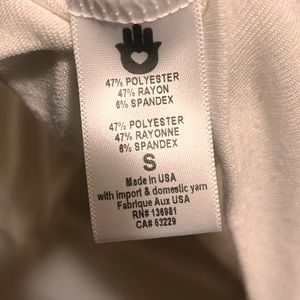 47% POLYESTER
47% RAYON
6% SPANDEX
47% POLYESTER
47% RAYONNE
6% SPANDEX
S
Made in USA
with import & domestic yarn
Fabrique Aux USA
RN# 136981
CA# 63229